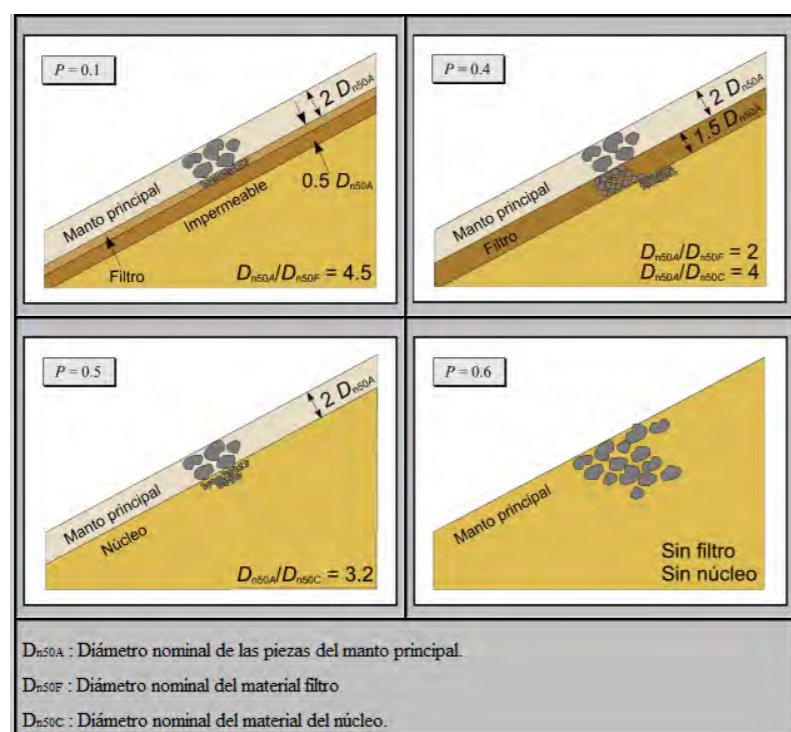 P = 0.1
2 Dn50A
0.5 Dn50A
Manto principal
Impermeable
Filtro
Dn50A/Dn50F = 4.5
P = 0.4
2 Dn50A
1.5 Dn50A
Manto principal
Filtro
Dn50A/Dn50F = 2
Dn50A/Dn50C = 4
P = 0.5
2 Dn50A
Manto principal
Núcleo
Dn50A/Dn50C = 3.2
P = 0.6
Manto principal
Sin filtro
Sin núcleo
Dn50A : Diámetro nominal de las piezas del manto principal.
Dn50F : Diámetro nominal del material filtro
Dn50C : Diámetro nominal del material del núcleo.